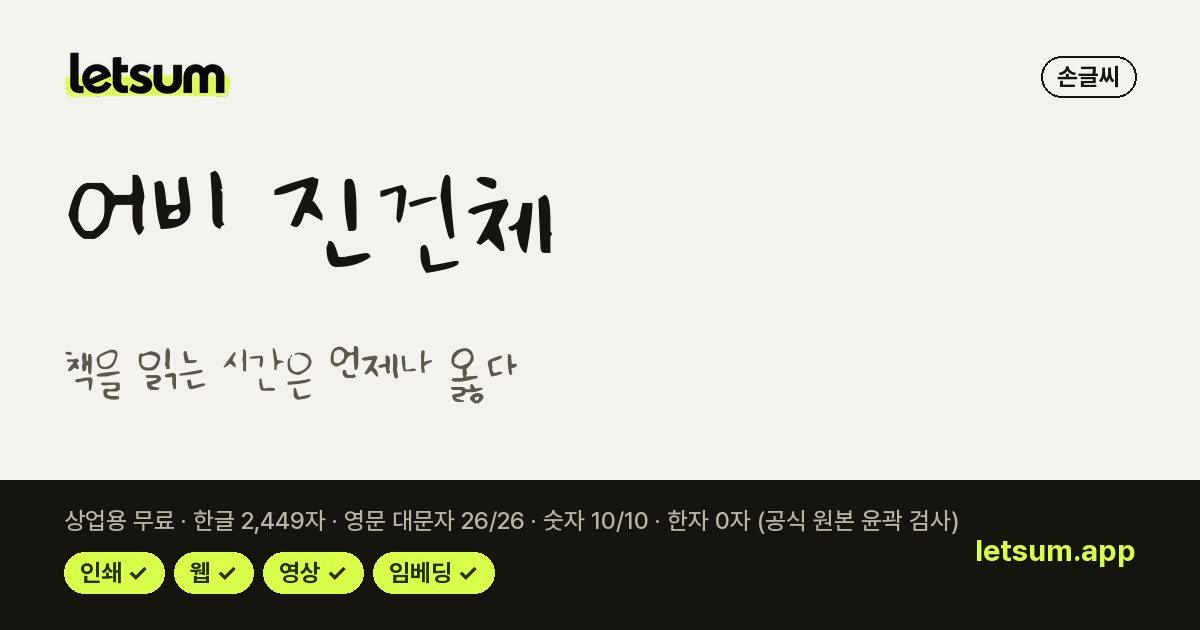 letsum
손글씨
어비 진건체
책을 읽는 시간은 언제나 옳다
상업용 무료 · 한글 2,449자 · 영문 대문자 26/26 · 숫자 10/10 · 한자 0자 (공식 원본 윤곽 검사)
letsum.app
인쇄 ✓ 웹 ✓ 영상 ✓ 임베딩 ✓